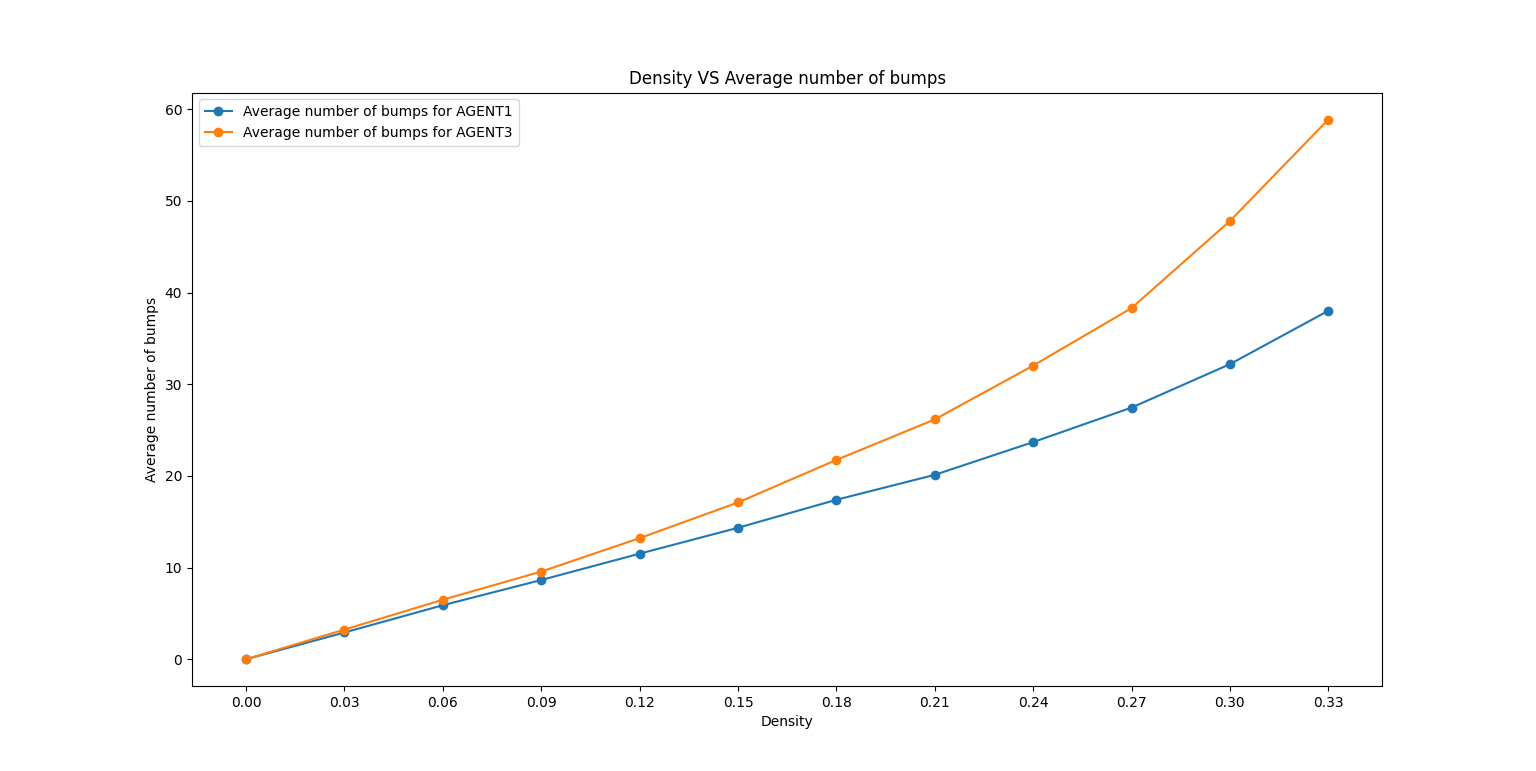 Density VS Average number of bumps
Average number of bumps for AGENT1
Average number of bumps for AGENT3
Average number of bumps
60
50
40
30
20
10
0
0.00 0.03 0.06 0.09 0.12 0.15 0.18 0.21 0.24 0.27 0.30 0.33
Density